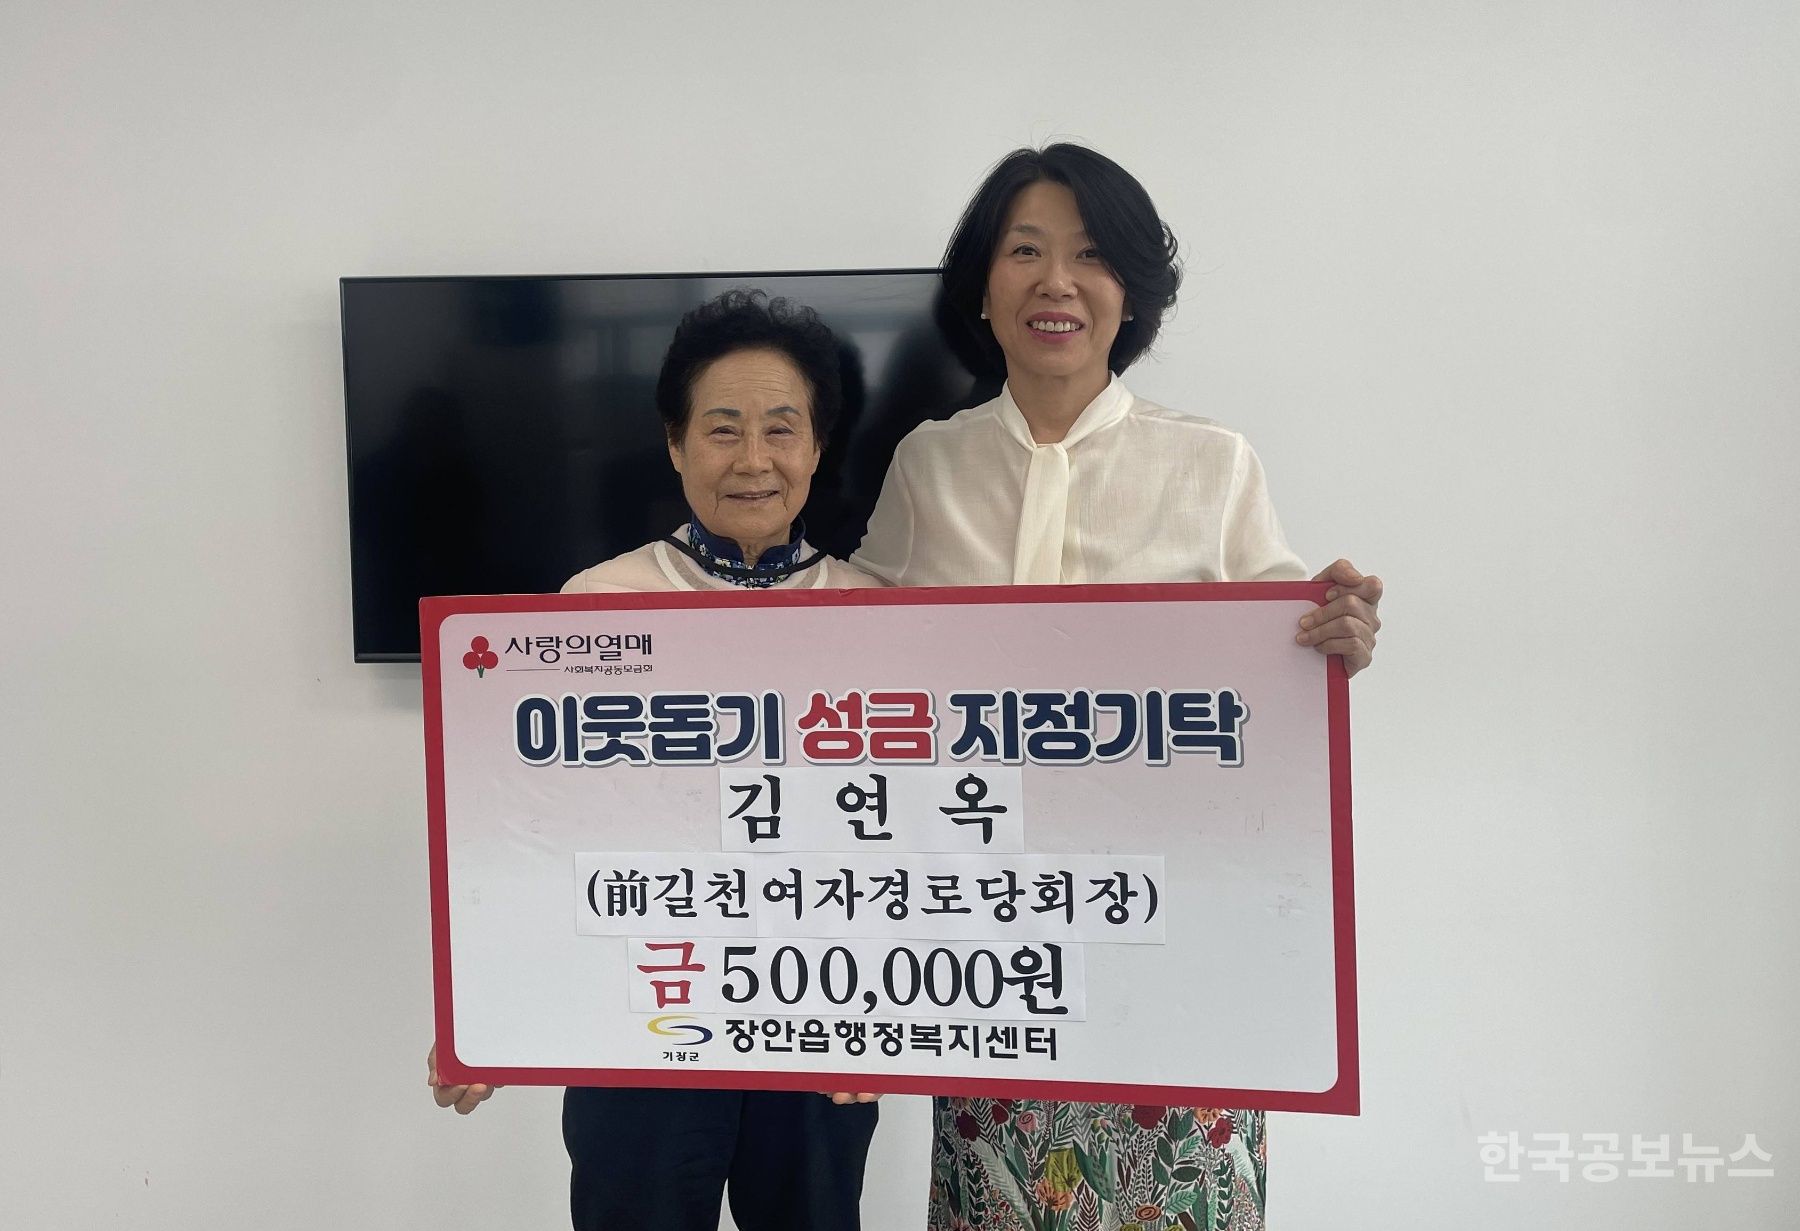 사랑의열매
사회복지공동모금회
이웃돕기 성금 지정기탁
김 연 옥
(前길천여자경로당회장)
금 500,000원
기장군
장안읍행정복지센터
한국공보뉴스